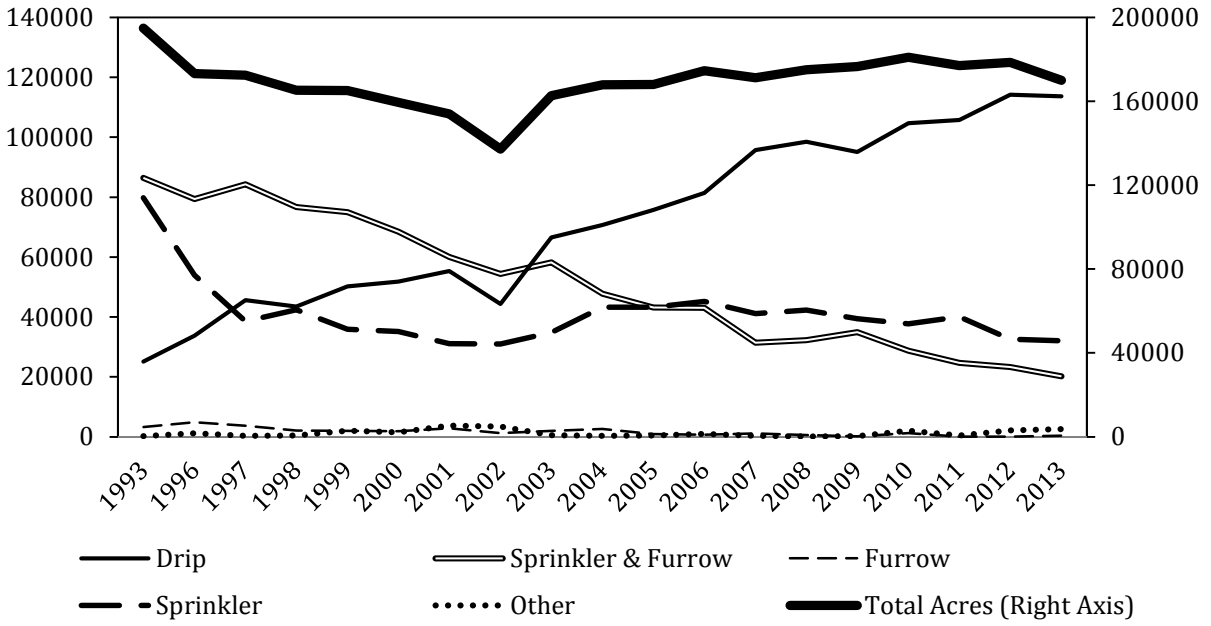 140000 200000
120000 160000
100000
80000 120000
60000 80000
40000 40000
20000
0 0
1993 1996 1997 1998 1999 2000 2001 2002 2003 2004 2005 2006 2007 2008 2009 2010 2011 2012 2013
Drip Sprinkler & Furrow Furrow
Sprinkler Other Total Acres (Right Axis)